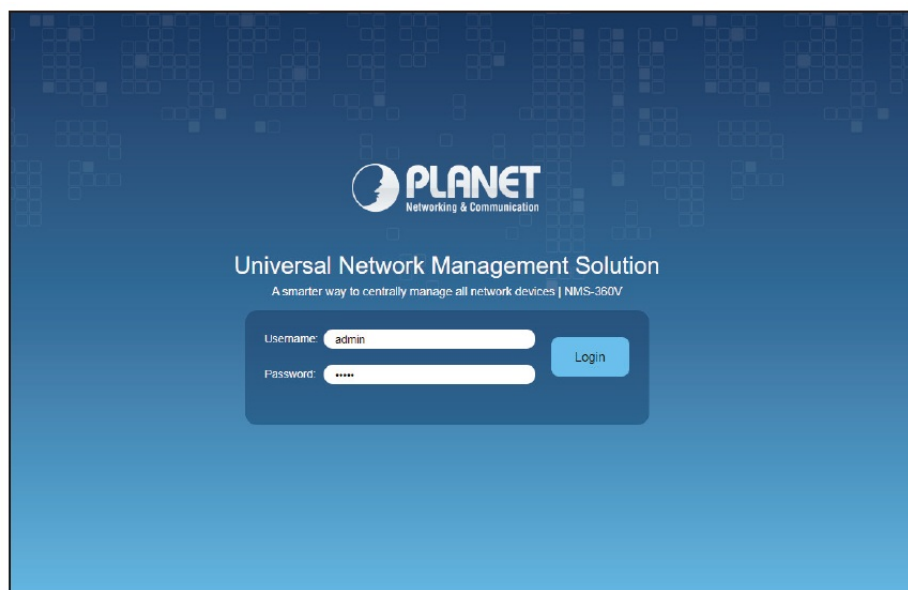 PLANET
Networking & Communication
Universal Network Management Solution
A smarter way to centrally manage all network devices | NMS-360V
Username: admin
Login
Password: •••••